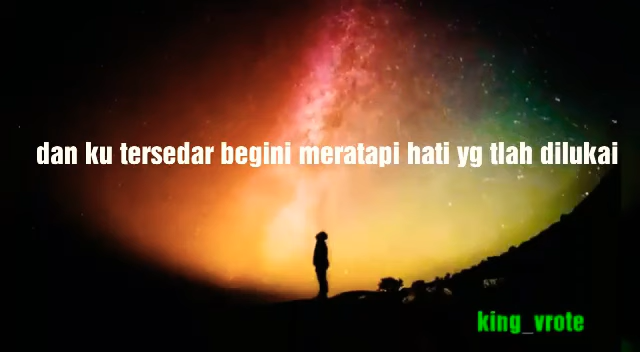 dan ku tersedar begini meratapi hati yg tlah dilukai
king_vrote